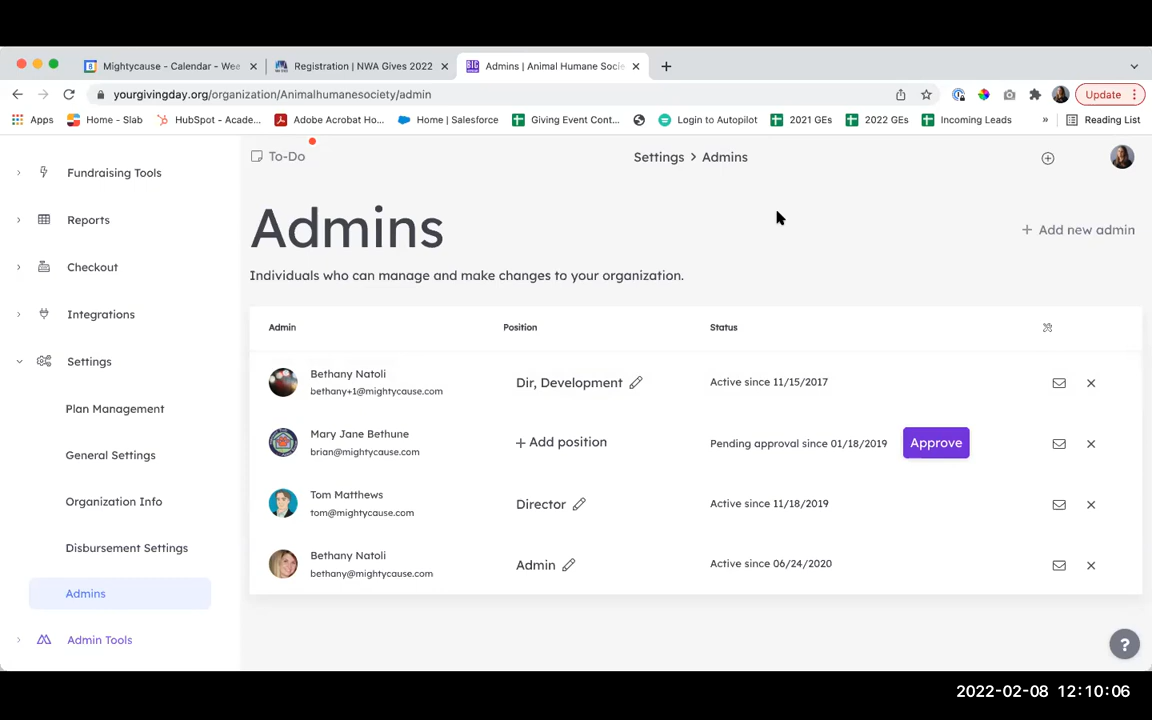 Mightycause - Calendar - Wee
Registration | NWA Gives 2022
Admins | Animal Humane Socie
yourgivingday.org/organization/Animalhumanesociety/admin
Update
Apps
Home - Slab
HubSpot - Acade...
Adobe Acrobat Ho...
Home | Salesforce
Giving Event Cont...
Login to Autopilot
2021 GEs
2022 GEs
Incoming Leads
»
Reading List
To-Do
Settings > Admins
Fundraising Tools
Reports
Checkout
Integrations
Settings
Plan Management
General Settings
Organization Info
Disbursement Settings
Admins
Admin Tools
Admins
+ Add new admin
Individuals who can manage and make changes to your organization.
Admin Position Status
Bethany Natoli
bethany+1@mightycause.com
Dir, Development
Active since 11/15/2017
Mary Jane Bethune
brian@mightycause.com
+ Add position
Pending approval since 01/18/2019
Approve
Tom Matthews
tom@mightycause.com
Director
Active since 11/18/2019
Bethany Natoli
bethany@mightycause.com
Admin
Active since 06/24/2020
?
2022-02-08 12:10:06